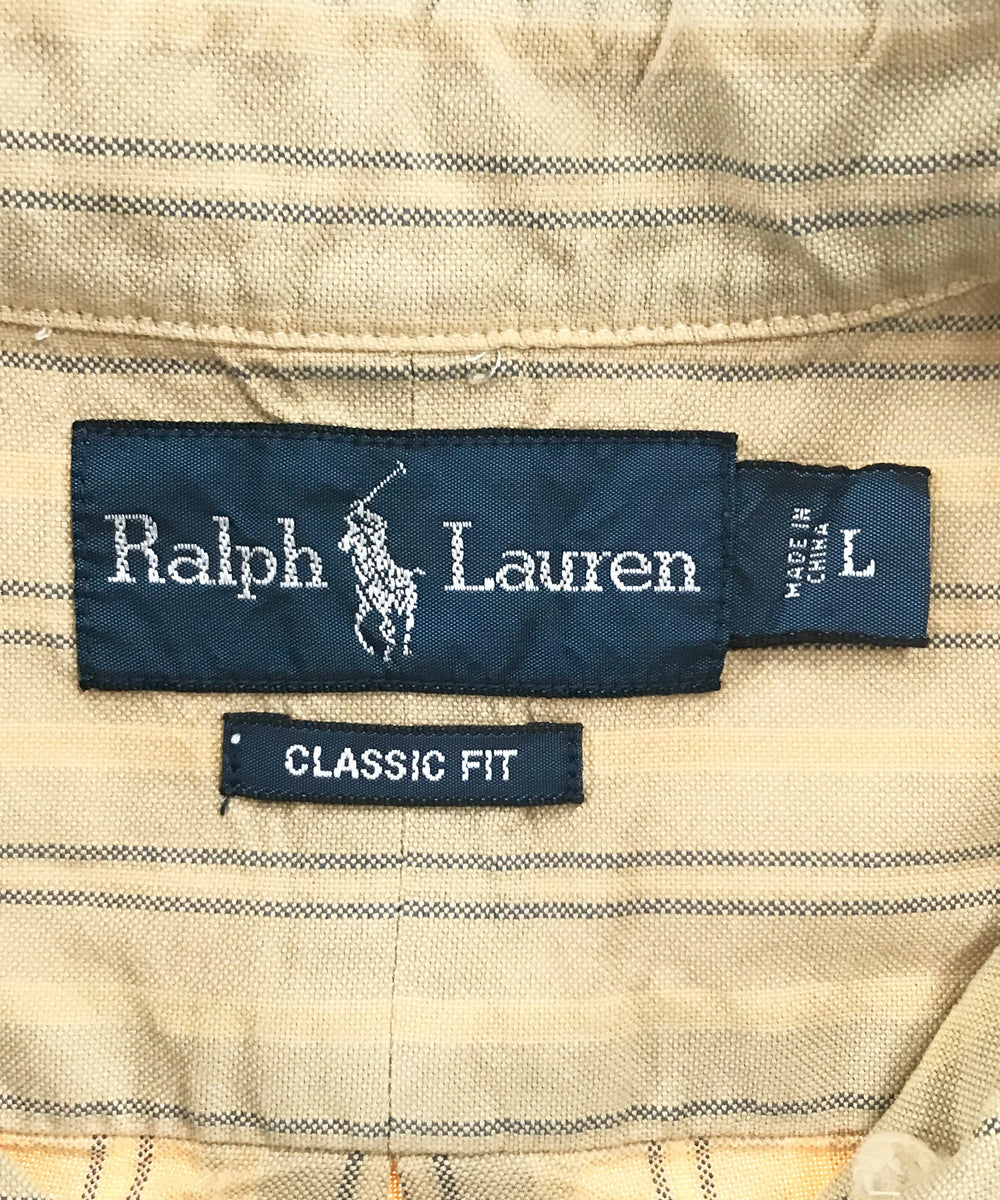 Ralph Lauren
MADE IN
CHINA
L
CLASSIC FIT